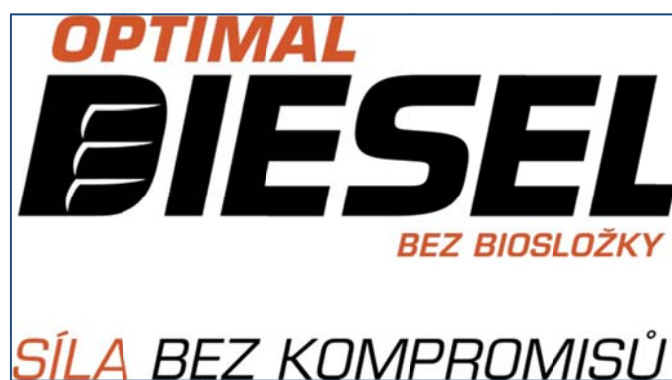 OPTIMAL
DIESEL
BEZ BIOSLOŽKY
SÍLA BEZ KOMPROMISŮ